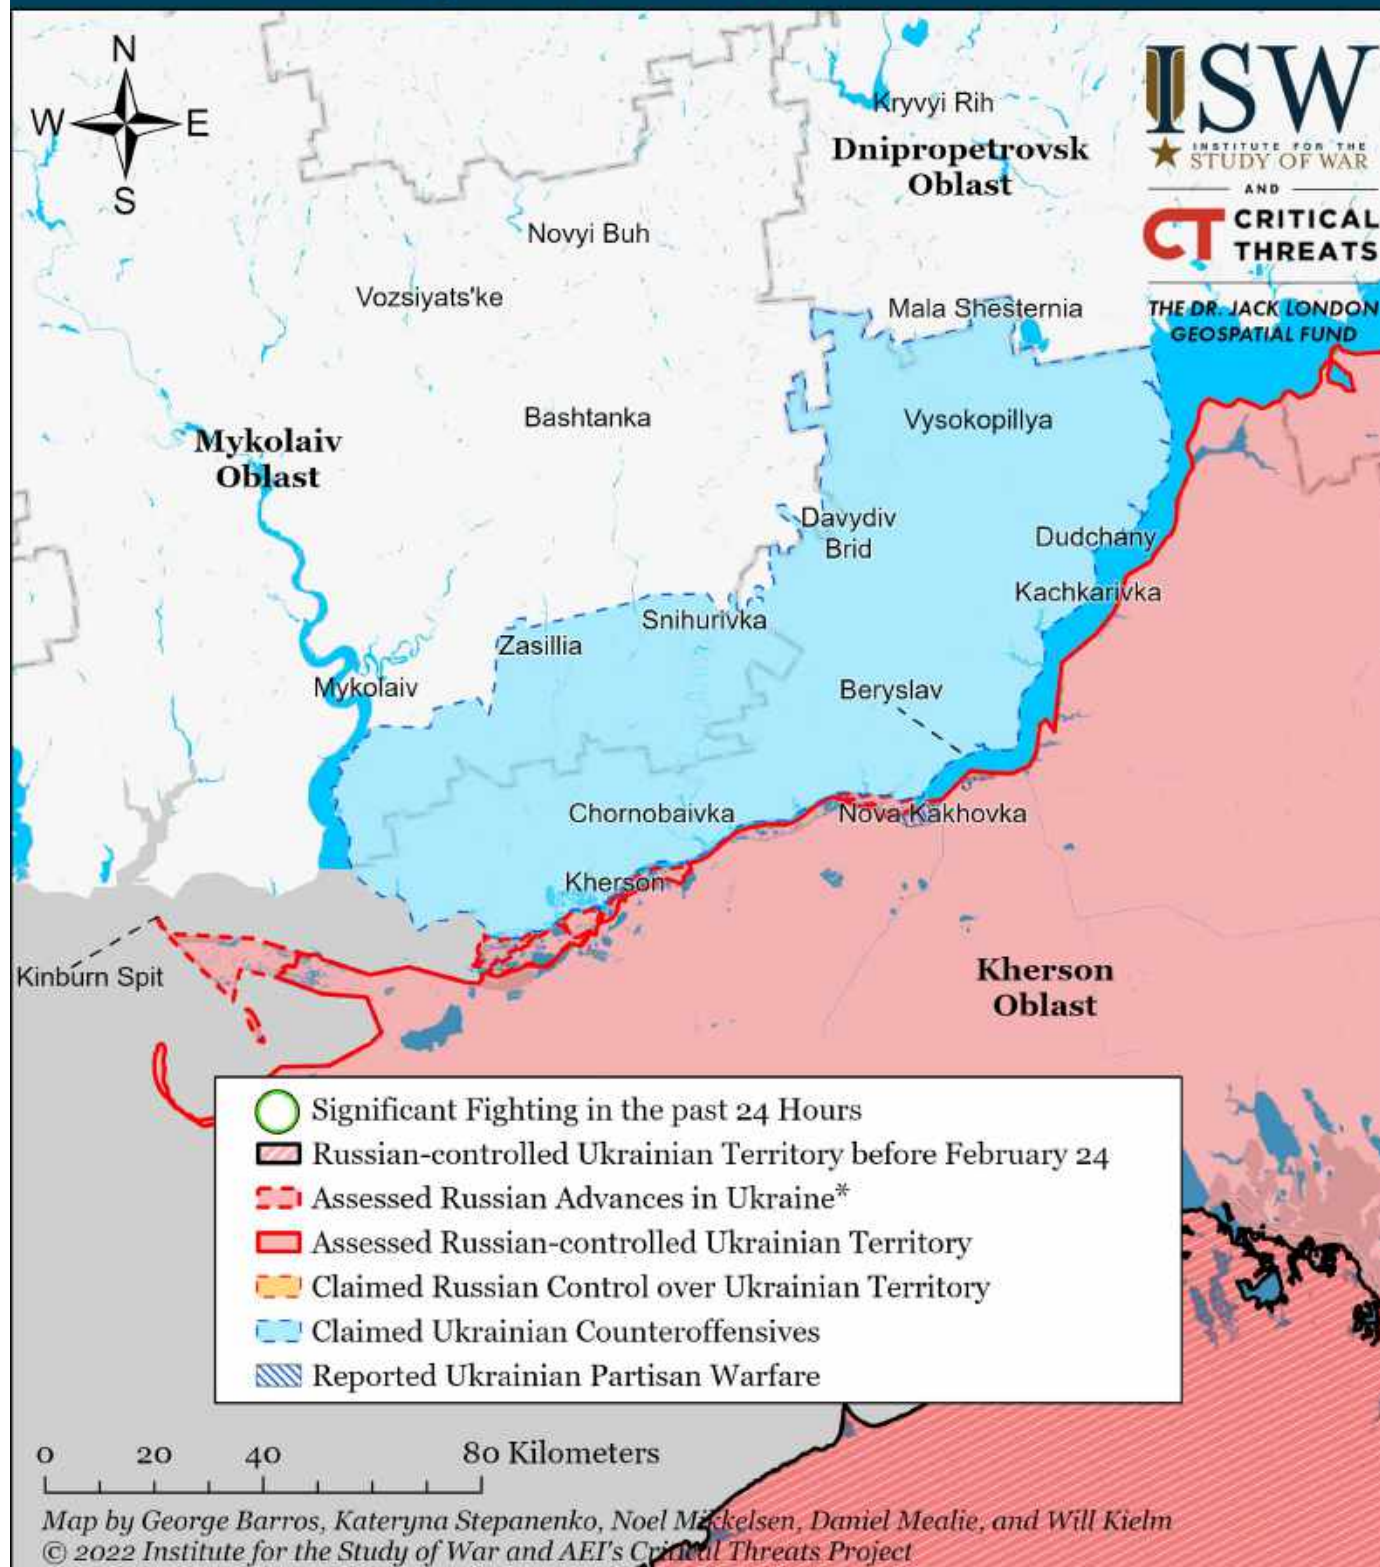 N
W
E
S
Kryvyi Rih
Dnipropetrovsk
Oblast
ISW
INSTITUTE FOR THE
STUDY OF WAR
AND
CT CRITICAL
THREATS
THE DR. JACK LONDON
GEOSPATIAL FUND
Novyi Buh
Vozsiyats'ke
Mala Shesternia
Bashtanka
Vysokopillya
Mykolaiv
Oblast
Davydiv
Brid
Dudchany
Kachkarivka
Snihurivka
Zasillia
Mykolaiv
Beryslav
Chornobaivka
Nova Kakhovka
Kherson
Kinburn Spit
Kherson
Oblast
Significant Fighting in the past 24 Hours
Russian-controlled Ukrainian Territory before February 24
Assessed Russian Advances in Ukraine*
Assessed Russian-controlled Ukrainian Territory
Claimed Russian Control over Ukrainian Territory
Claimed Ukrainian Counteroffensives
Reported Ukrainian Partisan Warfare
0 20 40 80 Kilometers
Map by George Barros, Kateryna Stepanenko, Noel Mikkelsen, Daniel Mealie, and Will Kielm
© 2022 Institute for the Study of War and AEI's Critical Threats Project